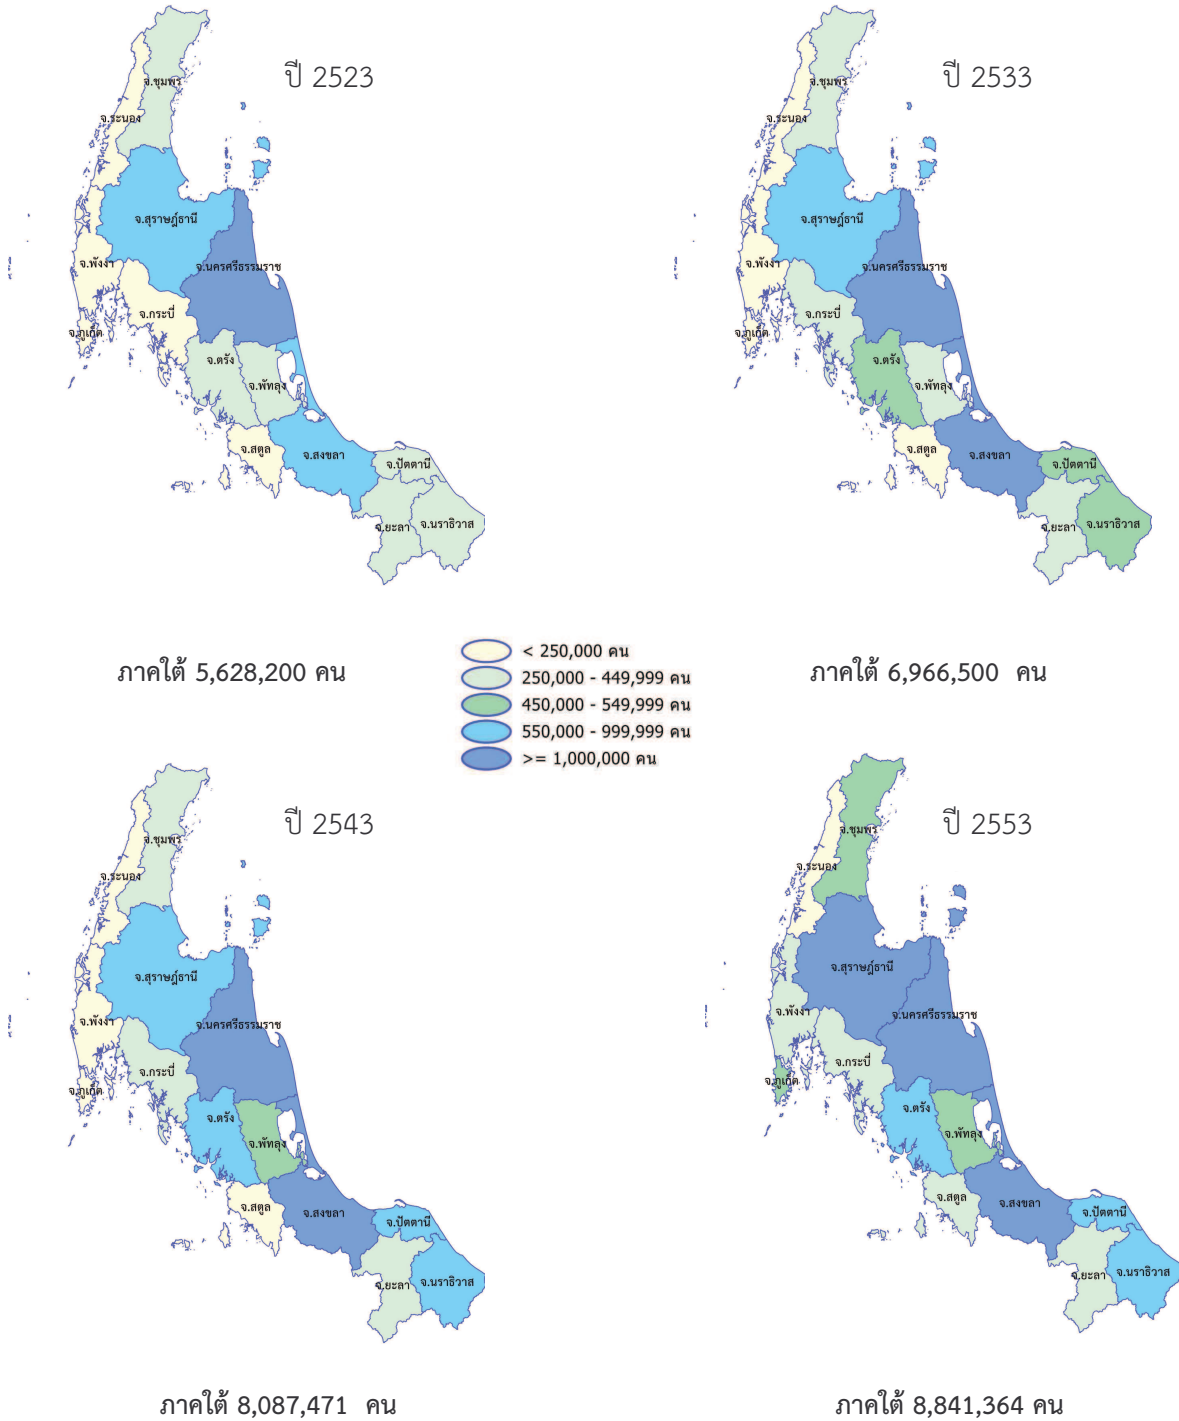 ปี 2523
จ.ชุมพร
จ.ระนอง
จ.สุราษฎ์ธานี
จ.พังงา
จ.นครศรีธรรมราช
จ.กระบี่
จ.ภูเก็ต
จ.ตรัง
จ.พัทลุง
จ.สตูล
จ.สงขลา
จ.ปัตตานี
จ.ยะลา
จ.นราธิวาส
ภาคใต้ 5,628,200 คน
ปี 2533
จ.ชุมพร
จ.ระนอง
จ.สุราษฎ์ธานี
จ.พังงา
จ.นครศรีธรรมราช
จ.กระบี่
จ.ภูเก็ต
จ.ตรัง
จ.พัทลุง
จ.สตูล
จ.สงขลา
จ.ปัตตานี
จ.ยะลา
จ.นราธิวาส
ภาคใต้ 6,966,500 คน
< 250,000 คน
250,000 - 449,999 คน
450,000 - 549,999 คน
550,000 - 999,999 คน
>= 1,000,000 คน
ปี 2543
จ.ชุมพร
จ.ระนอง
จ.สุราษฎ์ธานี
จ.พังงา
จ.นครศรีธรรมราช
จ.กระบี่
จ.ภูเก็ต
จ.ตรัง
จ.พัทลุง
จ.สตูล
จ.สงขลา
จ.ปัตตานี
จ.ยะลา
จ.นราธิวาส
ภาคใต้ 8,087,471 คน
ปี 2553
จ.ชุมพร
จ.ระนอง
จ.สุราษฎ์ธานี
จ.พังงา
จ.นครศรีธรรมราช
จ.กระบี่
จ.ภูเก็ต
จ.ตรัง
จ.พัทลุง
จ.สตูล
จ.สงขลา
จ.ปัตตานี
จ.ยะลา
จ.นราธิวาส
ภาคใต้ 8,841,364 คน